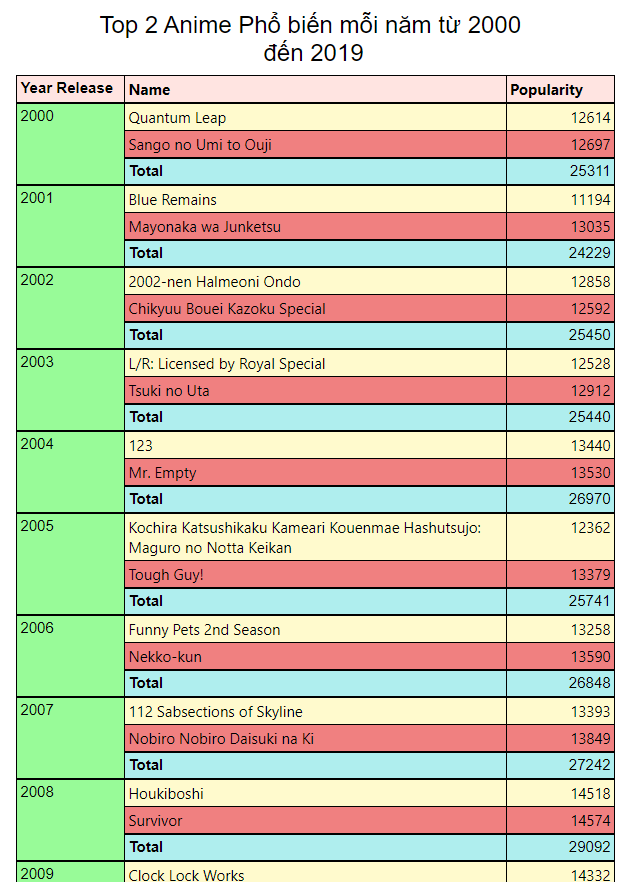 Top 2 Anime Phổ biến mỗi năm từ 2000
đến 2019
Year Release Name Popularity
2000 Quantum Leap 12614
Sango no Umi to Ouji 12697
Total 25311
2001 Blue Remains 11194
Mayonaka wa Junketsu 13035
Total 24229
2002 2002-nen Halmeoni Ondo 12858
Chikyuu Bouei Kazoku Special 12592
Total 25450
2003 L/R: Licensed by Royal Special 12528
Tsuki no Uta 12912
Total 25440
2004 123 13440
Mr. Empty 13530
Total 26970
2005 Kochira Katsushikaku Kameari Kouenmae Hashutsujo: 12362
Maguro no Notta Keikan
Tough Guy! 13379
Total 25741
2006 Funny Pets 2nd Season 13258
Nekko-kun 13590
Total 26848
2007 112 Sabsections of Skyline 13393
Nobiro Nobiro Daisuki na Ki 13849
Total 27242
2008 Houkiboshi 14518
Survivor 14574
Total 29092
2009 Clock Lock Works 14332